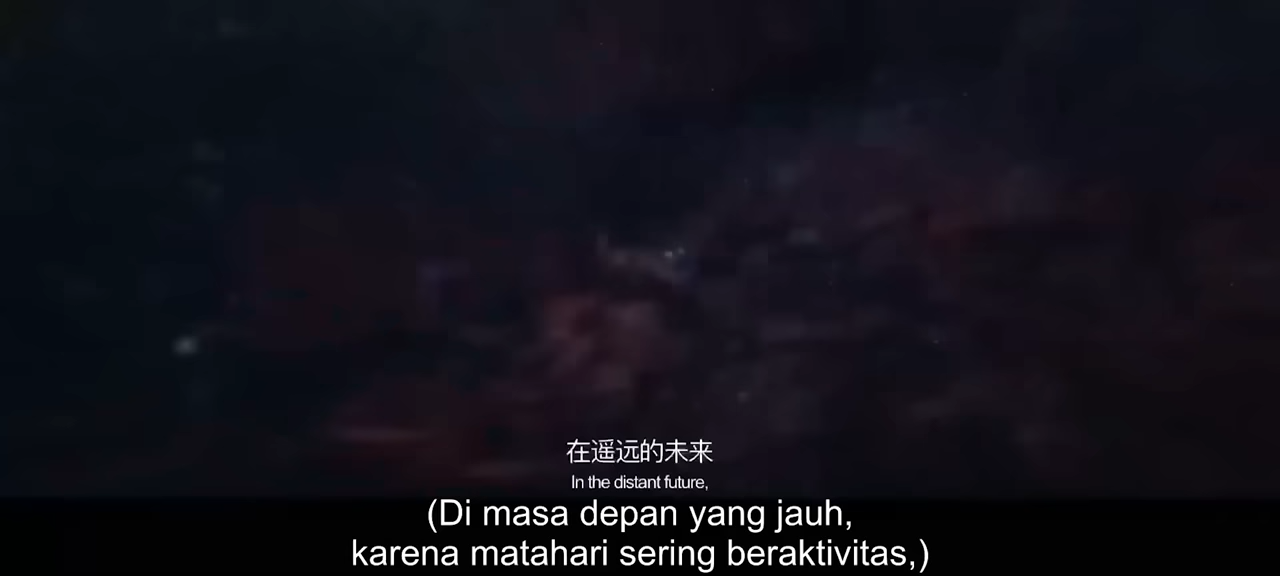 在遥远的未来
In the distant future,
(Di masa depan yang jauh,
karena matahari sering beraktivitas,)